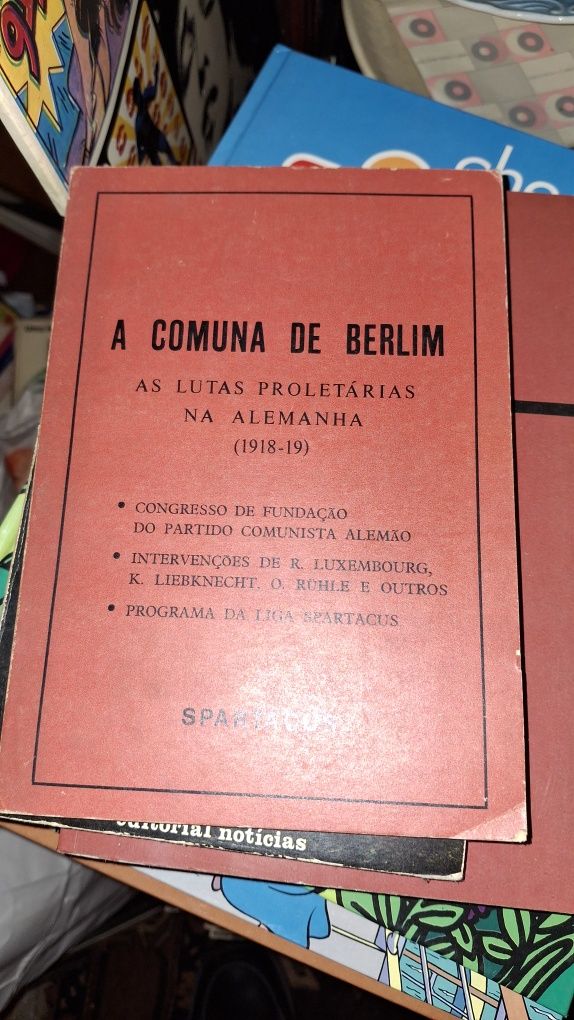 A COMUNA DE BERLIM
AS LUTAS PROLETÁRIAS
NA ALEMANHA
(1918-19)
• CONGRESSO DE FUNDAÇÃO
DO PARTIDO COMUNISTA ALEMÃO
• INTERVENÇÕES DE R. LUXEMBOURG,
K. LIEBKNECHT, O. RÜHLE E OUTROS
• PROGRAMA DA LIGA SPARTACUS
SPARTACUS
editorial notícias